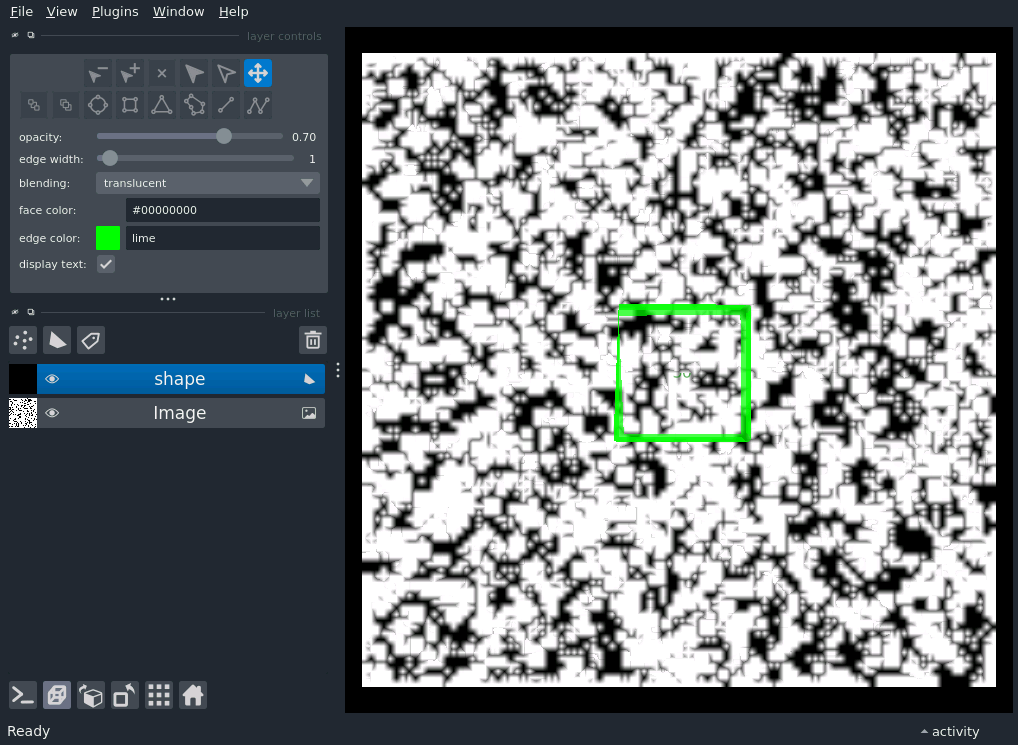 File View Plugins Window Help
layer controls
opacity: 0.70
edge width: 1
blending: translucent
face color: #00000000
edge color: lime
display text:
layer list
shape
Image
Ready
activity